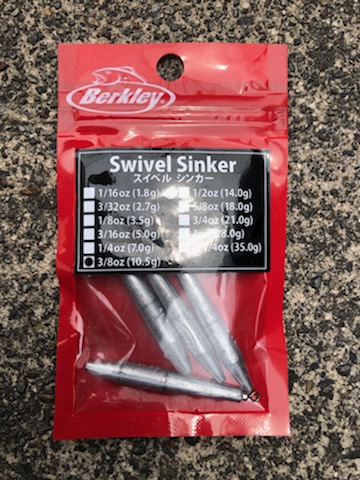 Berkley
Swivel Sinker
スイベル シンカー
1/16oz (1.8g) 1/2oz (14.0g)
3/32oz (2.7g) 5/8oz (18.0g)
1/8oz (3.5g) 3/4oz (21.0g)
3/16oz (5.0g) (28.0g)
1/4oz (7.0g) 1/4oz (35.0g)
3/8oz (10.5g)